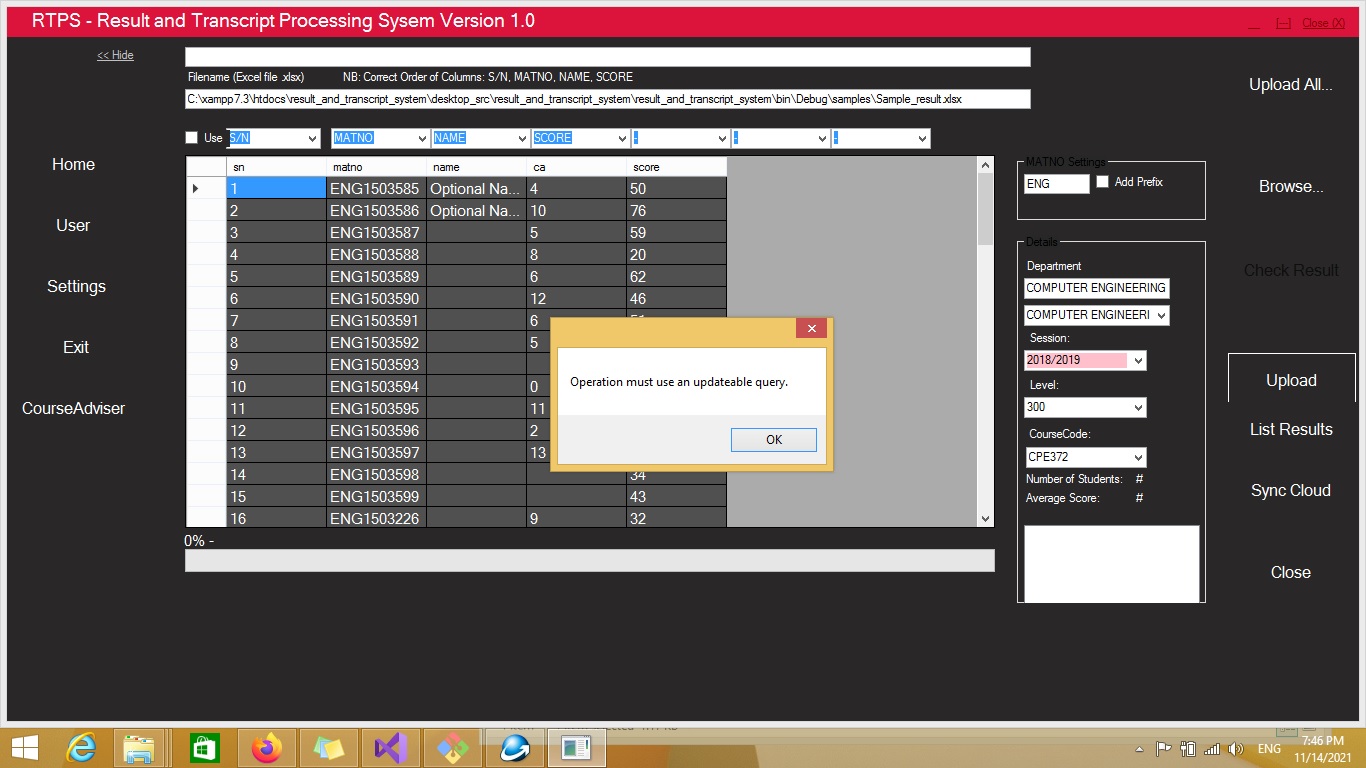 RTPS - Result and Transcript Processing Sysem Version 1.0
Close (X)
<< Hide
Filename (Excel file .xlsx) NB: Correct Order of Columns: S/N, MATNO, NAME, SCORE
C:\xampp7.3\htdocs\result_and_transcript_system\desktop_src\result_and_transcript_system\result_and_transcript_system\bin\Debug\samples\Sample_result.xlsx
Upload All...
Use S/N MATNO NAME SCORE - - -
Home
User
Settings
Exit
CourseAdviser
sn matno name ca score
1 ENG1503585 Optional Na... 4 50
2 ENG1503586 Optional Na... 10 76
3 ENG1503587 5 59
4 ENG1503588 8 20
5 ENG1503589 6 62
6 ENG1503590 12 46
7 ENG1503591 6
8 ENG1503592 5
9 ENG1503593
10 ENG1503594 0
11 ENG1503595 11
12 ENG1503596 2
13 ENG1503597 13
14 ENG1503598 34
15 ENG1503599 43
16 ENG1503226 9 32
0% -
Operation must use an updateable query.
OK
MATNO Settings
ENG Add Prefix
Details
Department
COMPUTER ENGINEERING
COMPUTER ENGINEERI
Session:
2018/2019
Level:
300
CourseCode:
CPE372
Number of Students: #
Average Score: #
Browse...
Check Result
Upload
List Results
Sync Cloud
Close
ENG
7:46 PM
11/14/2021